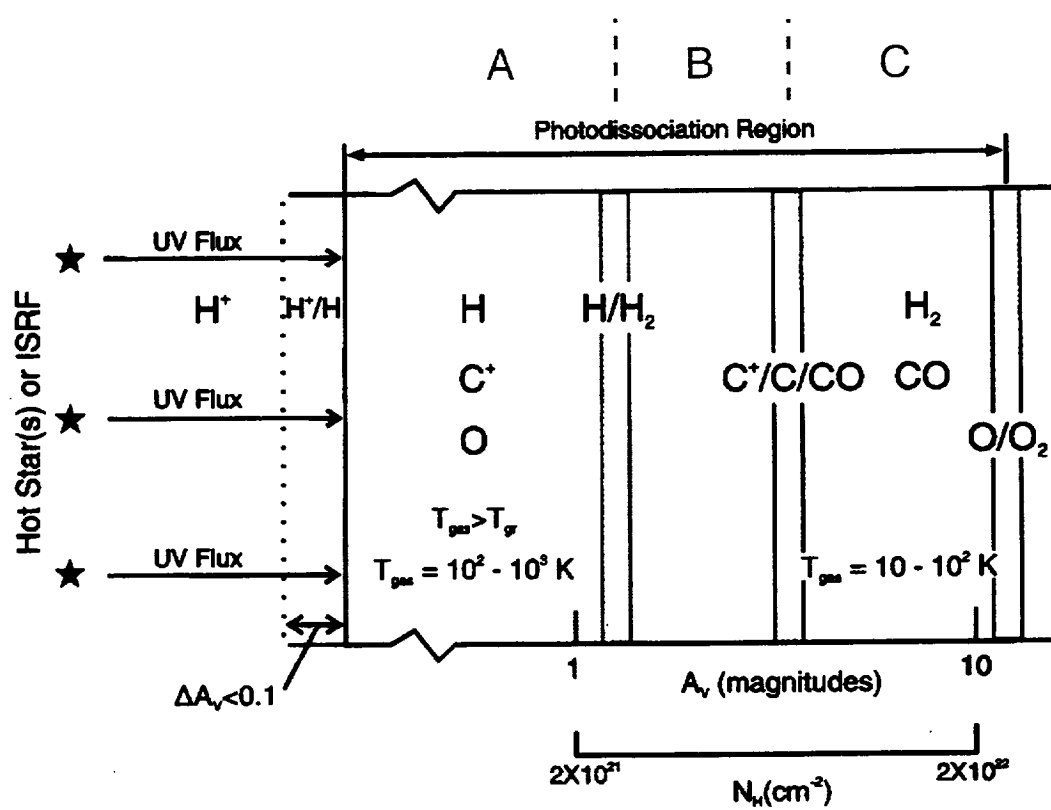 A
B
C
Photodissociation Region
Hot Star(s) or ISRF
UV Flux
UV Flux
UV Flux
H⁺
H⁺/H
H
C⁺
O
H/H₂
C⁺/C/CO
H₂
CO
O/O₂
T_gas>T_gr
T_gas = 10² - 10³ K
T_gas = 10 - 10² K
ΔA_v<0.1
1
A_v (magnitudes)
10
2X10²¹
N_H(cm⁻²)
2X10²²